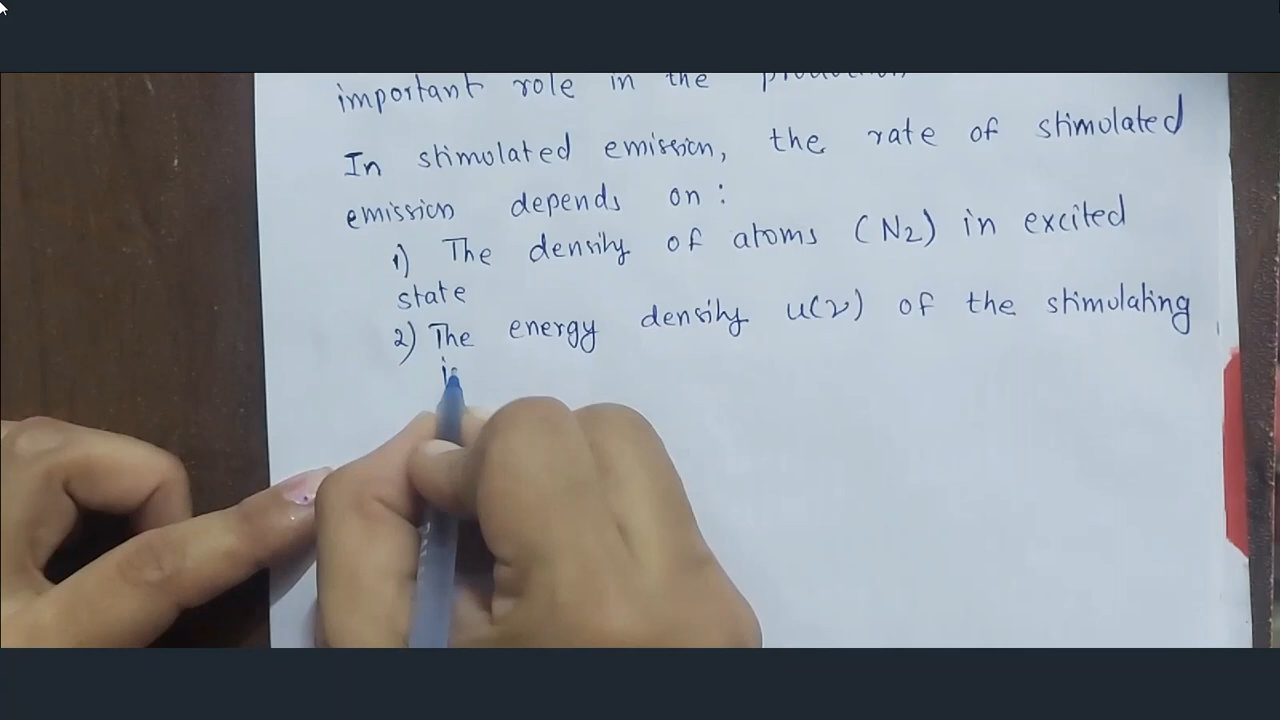 important role in the
In stimulated emission, the rate of stimulated
emission depends on :
1) The density of atoms (N2) in excited
state
2) The energy density u(ν) of the stimulating